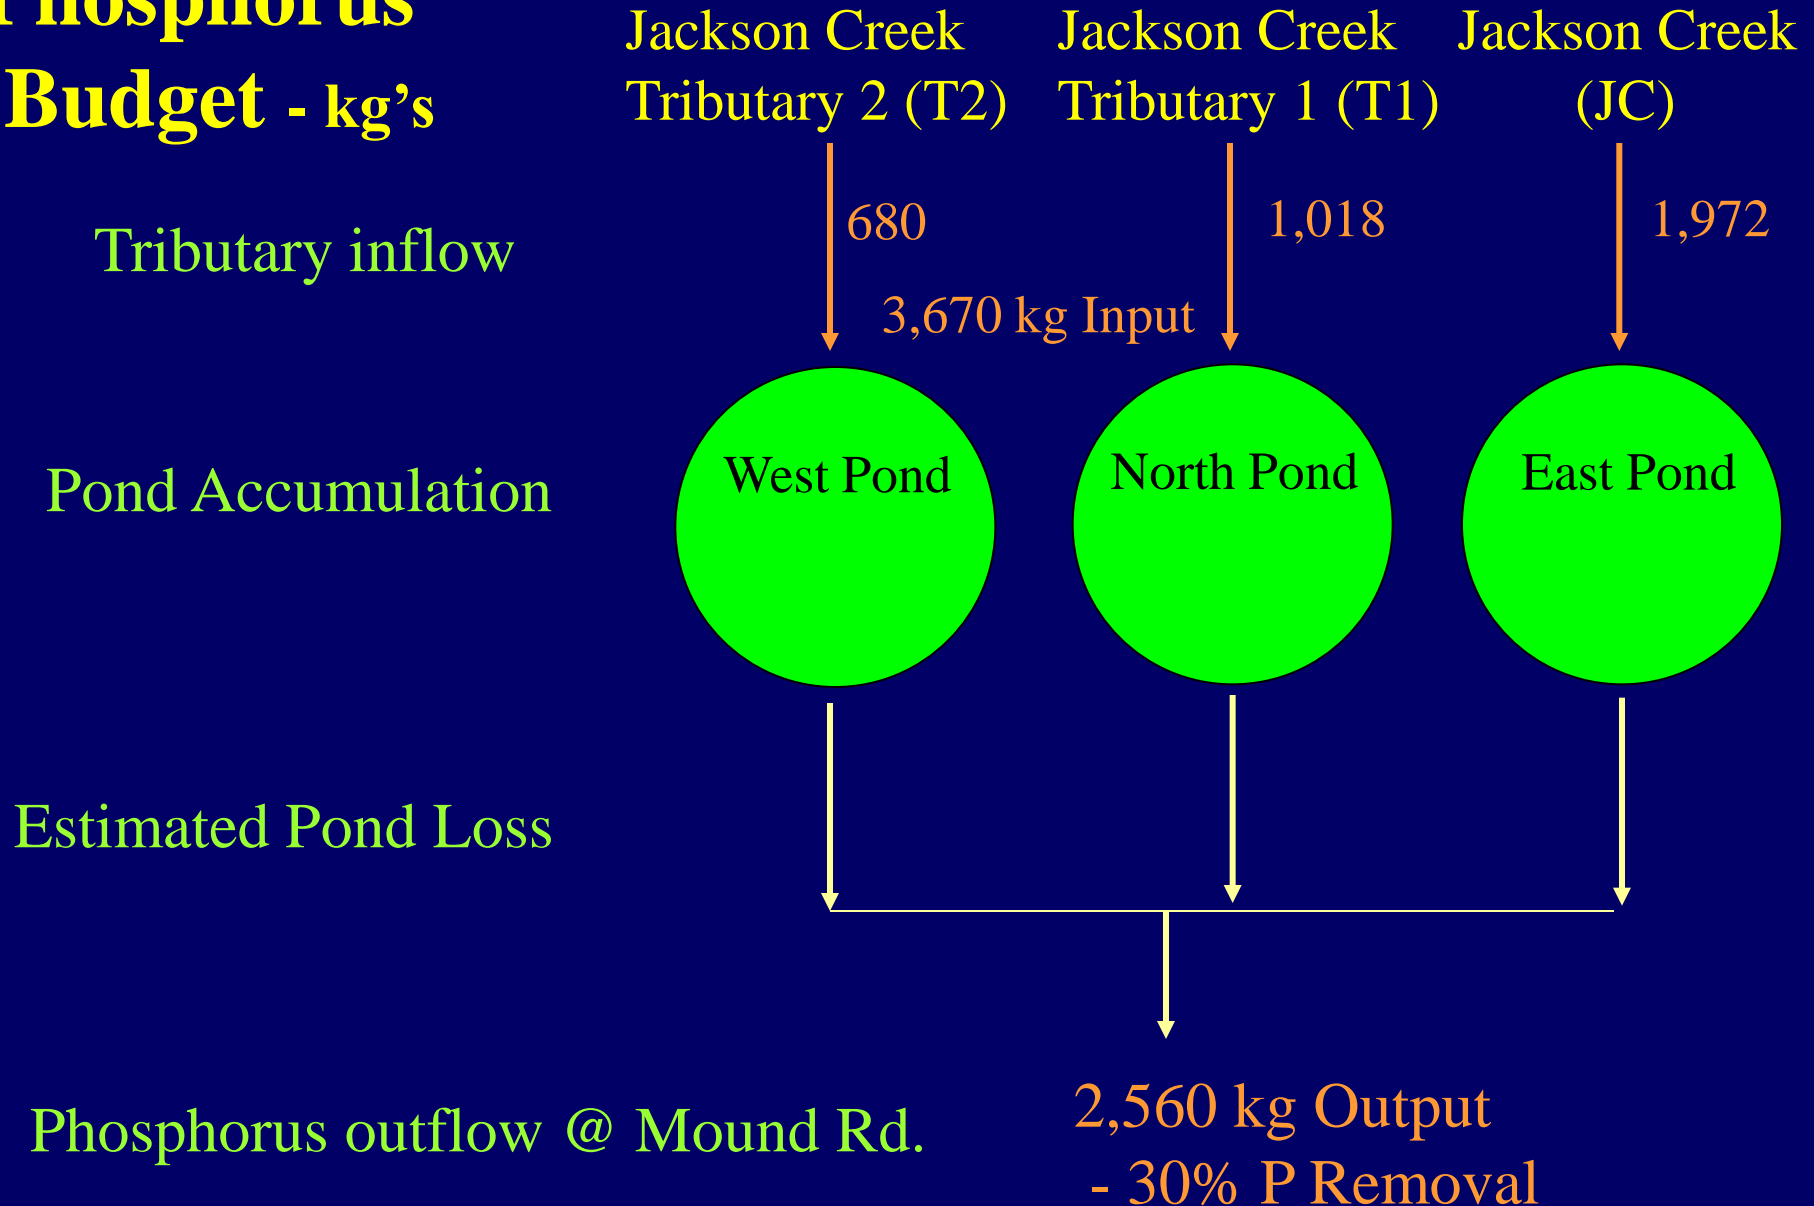 Phosphorus
Budget - kg's
Jackson Creek
Tributary 2 (T2)
Jackson Creek
Tributary 1 (T1)
Jackson Creek
(JC)
Tributary inflow
680
1,018
1,972
3,670 kg Input
Pond Accumulation
West Pond
North Pond
East Pond
Estimated Pond Loss
Phosphorus outflow @ Mound Rd.
2,560 kg Output
- 30% P Removal